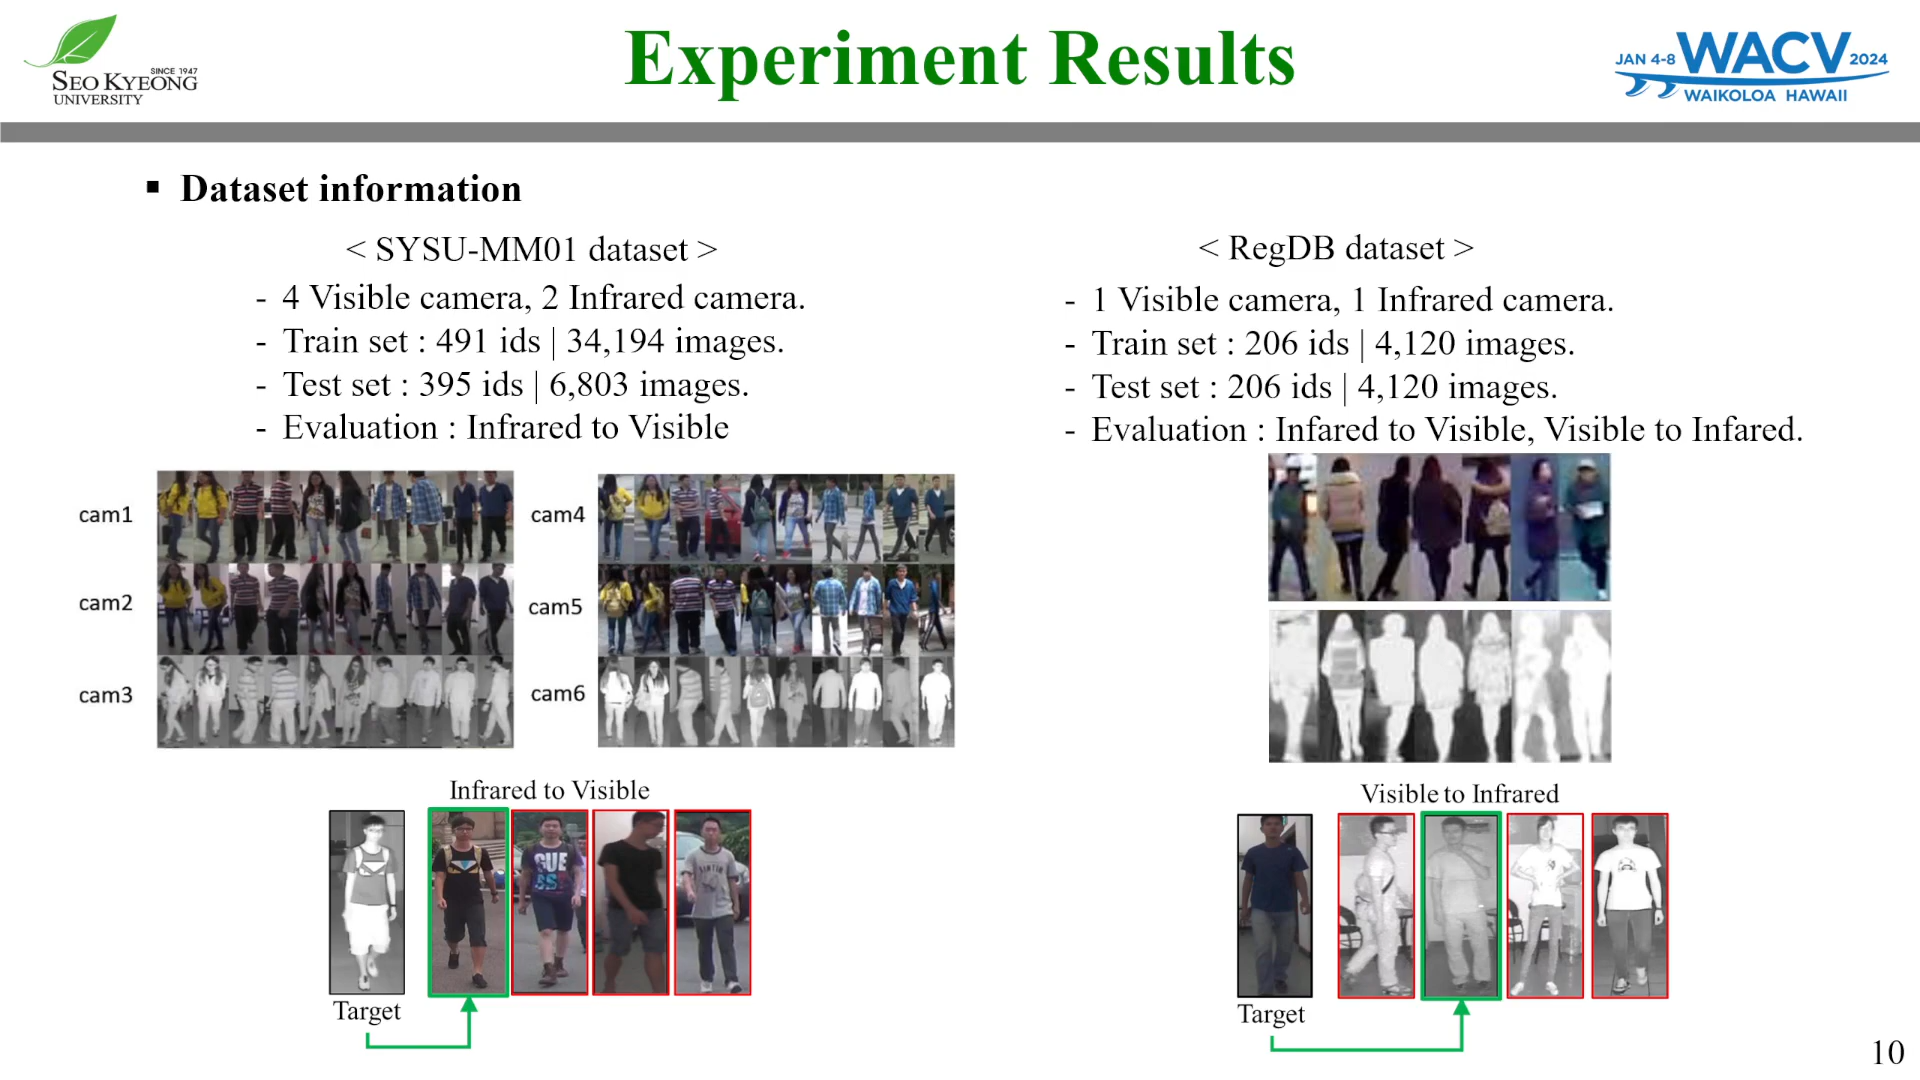 SINCE 1947
SEO KYEONG
UNIVERSITY
Experiment Results
JAN 4-8 WACV 2024
WAIKOLOA HAWAII
▪ Dataset information
< SYSU-MM01 dataset >
- 4 Visible camera, 2 Infrared camera.
- Train set : 491 ids | 34,194 images.
- Test set : 395 ids | 6,803 images.
- Evaluation : Infrared to Visible
cam1
cam2
cam3
cam4
cam5
cam6
Infrared to Visible
Target
< RegDB dataset >
- 1 Visible camera, 1 Infrared camera.
- Train set : 206 ids | 4,120 images.
- Test set : 206 ids | 4,120 images.
- Evaluation : Infared to Visible, Visible to Infared.
Visible to Infrared
Target
10